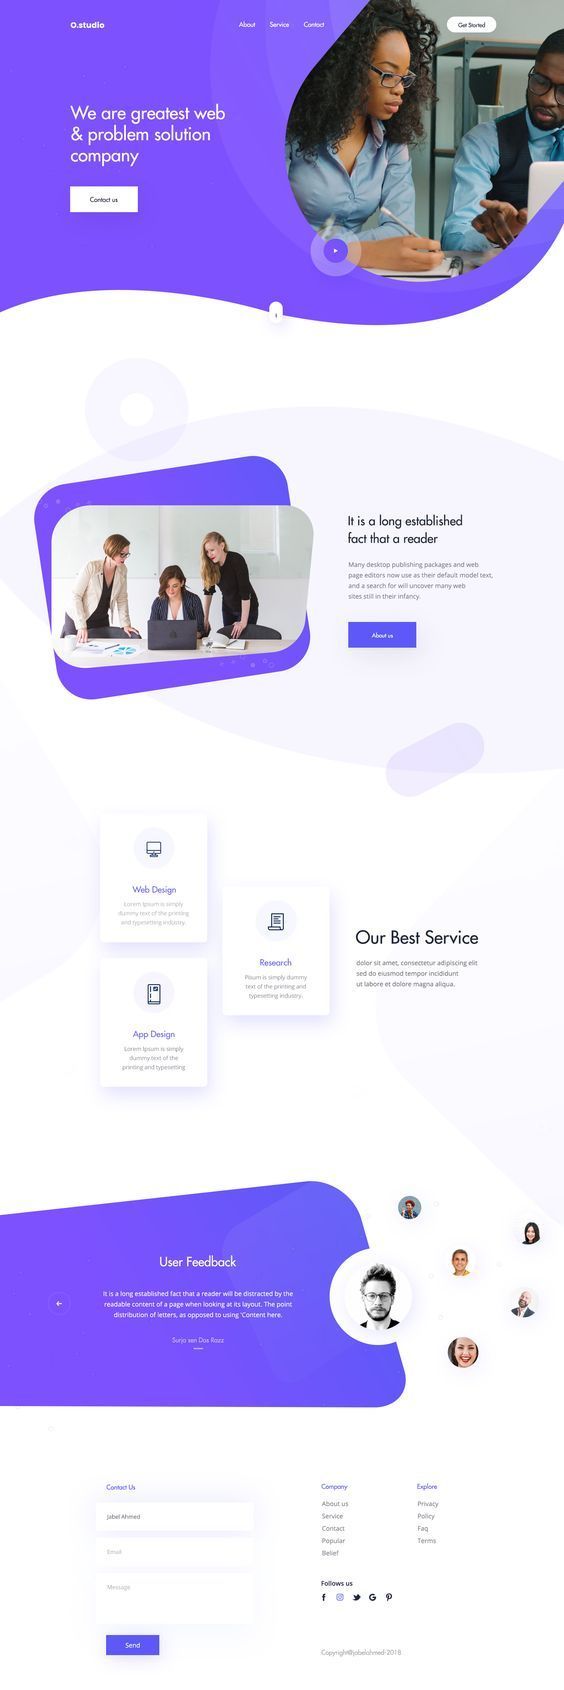 O.studio
About Service Contact
Get Started
We are greatest web
& problem solution
company
Contact us
It is a long established
fact that a reader
Many desktop publishing packages and web
page editors now use as their default model text,
and a search for will uncover many web
sites still in their infancy.
About us
Web Design
Lorem Ipsum is simply
dummy text of the printing
and typesetting industry.
Research
Psium is simply dummy
text of the printing and
typesetting industry.
App Design
Lorem Ipsum is simply
dummy text of the
printing and typesetting
Our Best Service
dolor sit amet, consectetur adipiscing elit
sed do eiusmod tempor incididunt
ut labore et dolore magna aliqua.
User Feedback
It is a long established fact that a reader will be distracted by the
readable content of a page when looking at its layout. The point
distribution of letters, as opposed to using 'Content here.
Surjo sen Dos Razz
Contact Us
Jabel Ahmed
Email
Message
Send
Company
About us
Service
Contact
Popular
Belief
Explore
Privacy
Policy
Faq
Terms
Follows us
Copyright@jabelahmed-2018